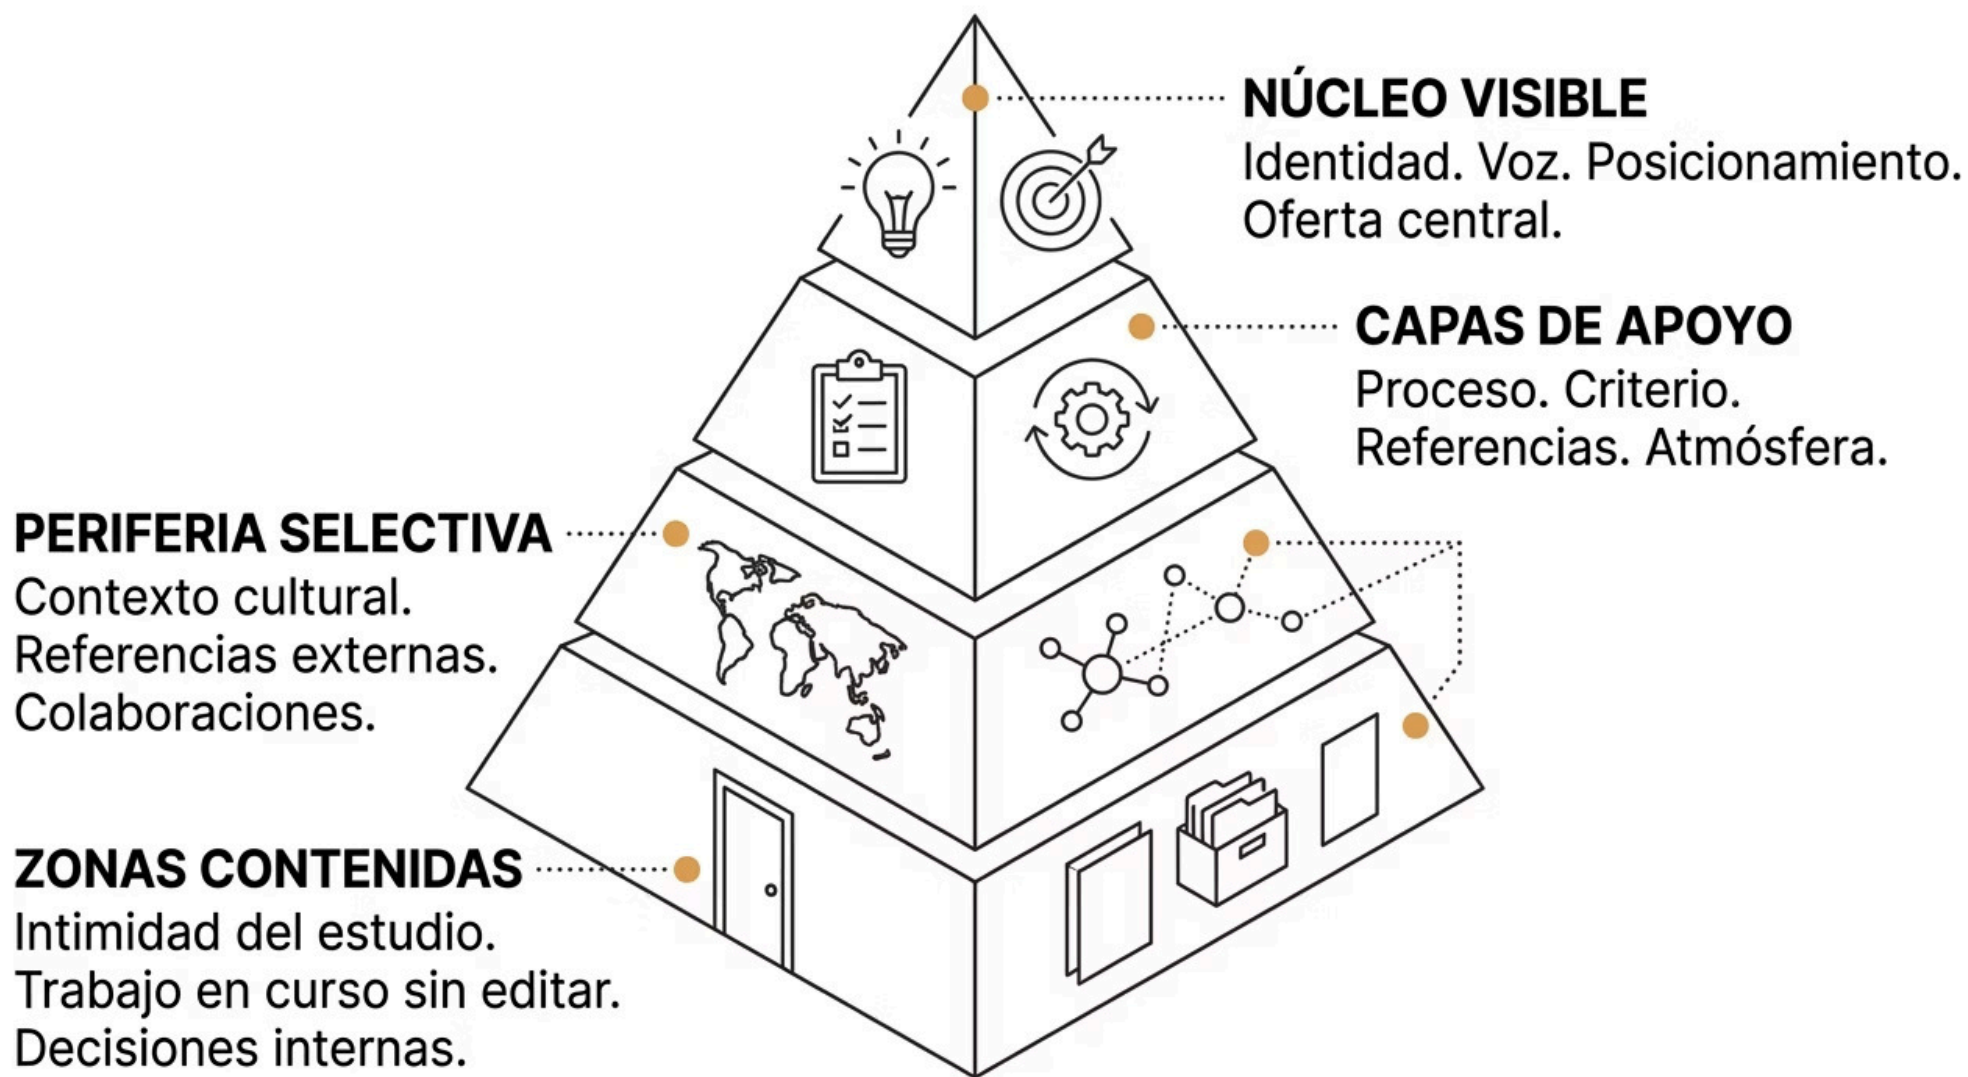 NÚCLEO VISIBLE
Identidad. Voz. Posicionamiento.
Oferta central.
CAPAS DE APOYO
Proceso. Criterio.
Referencias. Atmósfera.
PERIFERIA SELECTIVA
Contexto cultural.
Referencias externas.
Colaboraciones.
ZONAS CONTENIDAS
Intimidad del estudio.
Trabajo en curso sin editar.
Decisiones internas.